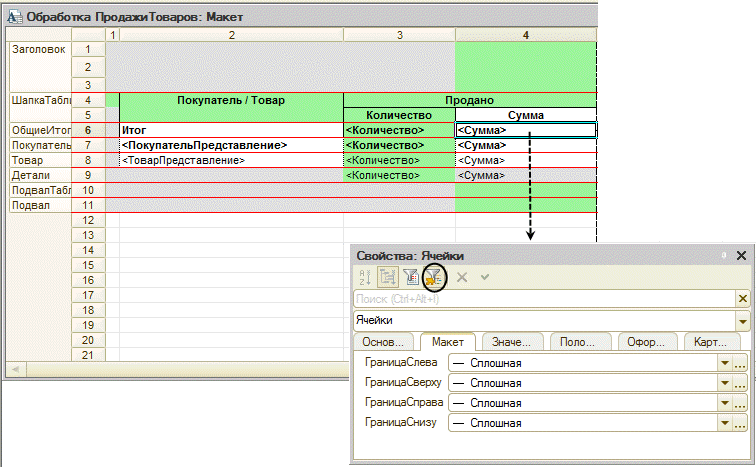 Обработка ПродажиТоваров: Макет
1 2 3 4
Заголовок 1
2
3
ШапкаТабл 4 Покупатель / Товар Продано
5 Количество Сумма
ОбщиеИтог 6 Итог <Количество> <Сумма>
Покупатель 7 <ПокупательПредставление> <Количество> <Сумма>
Товар 8 <ТоварПредставление> <Количество> <Сумма>
Детали 9 <Количество> <Сумма>
ПодвалТабл 10
Подвал 11
12
13
14
15
16
17
18
19
20
21
Свойства: Ячейки
Поиск (Ctrl+Alt+I)
Ячейки
Основ... Макет Значе... Поло... Офор... Карт...
ГраницаСлева — Сплошная
ГраницаСверху — Сплошная
ГраницаСправа — Сплошная
ГраницаСнизу — Сплошная